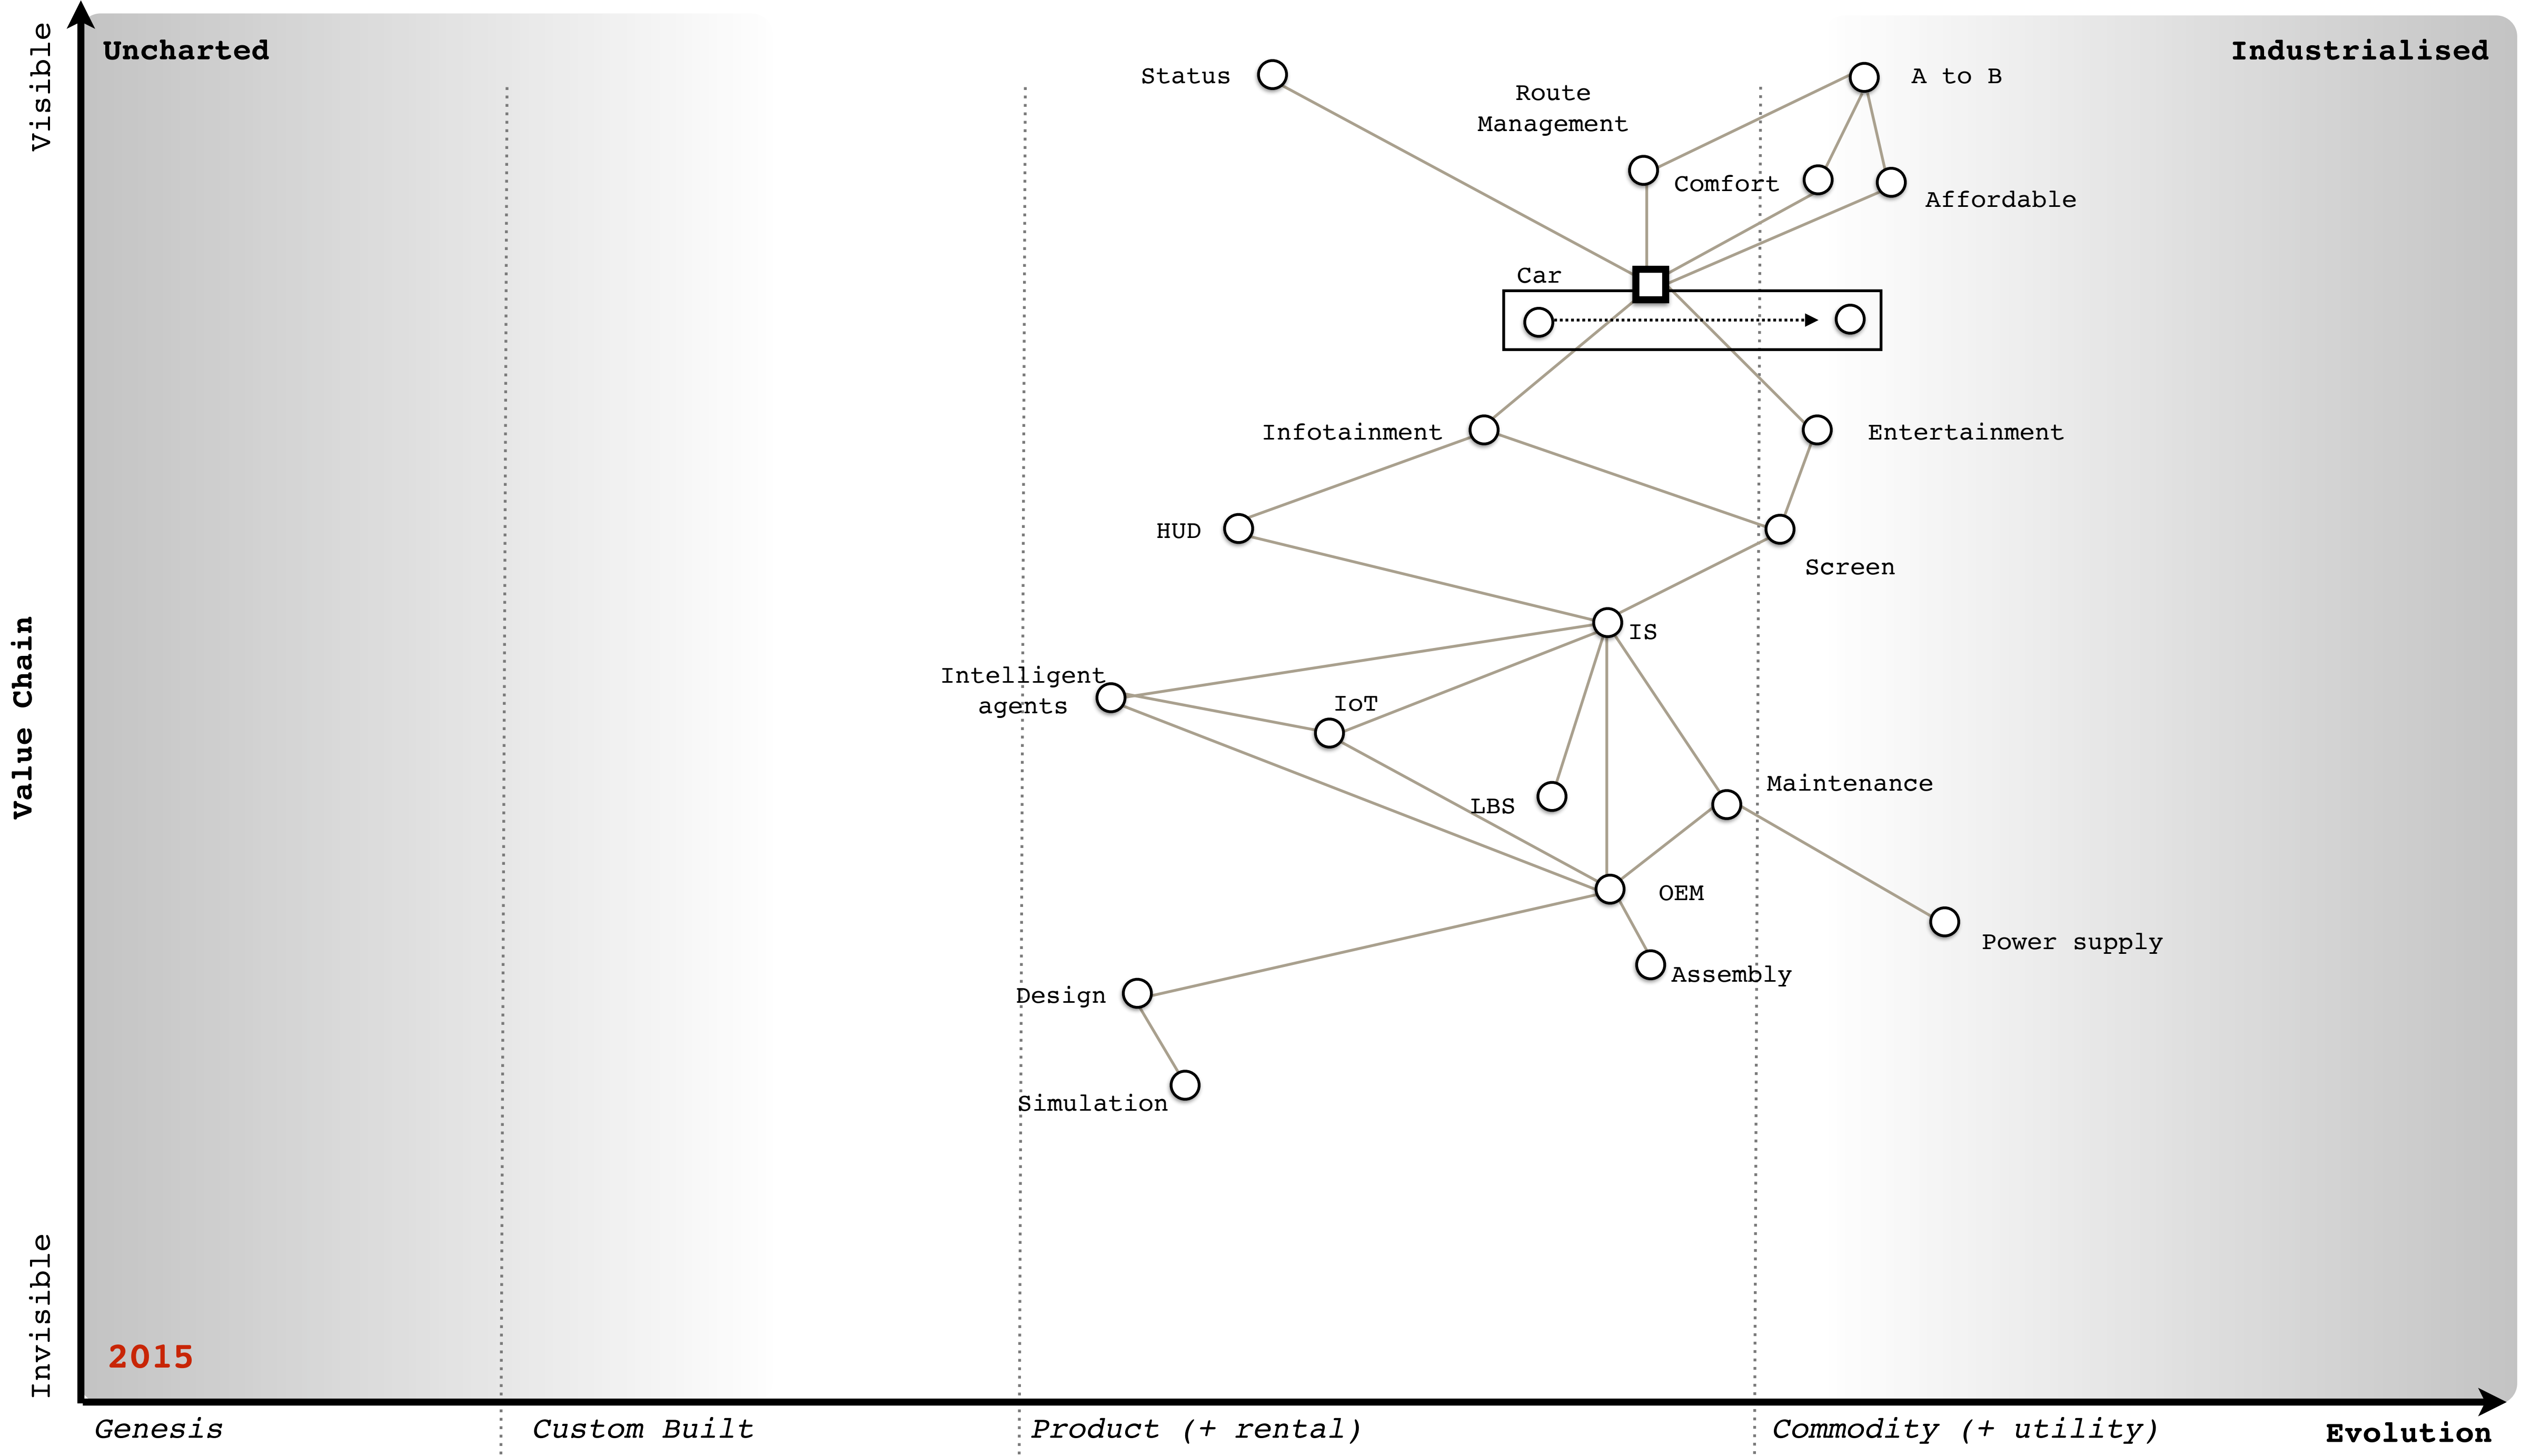 Visible
Uncharted
Industrialised
Status
A to B
Route
Management
Comfort
Affordable
Car
Infotainment
Entertainment
HUD
Screen
Value Chain
IS
Intelligent
agents
IoT
Maintenance
LBS
OEM
Power supply
Assembly
Design
Simulation
Invisible
2015
Genesis
Custom Built
Product (+ rental)
Commodity (+ utility)
Evolution